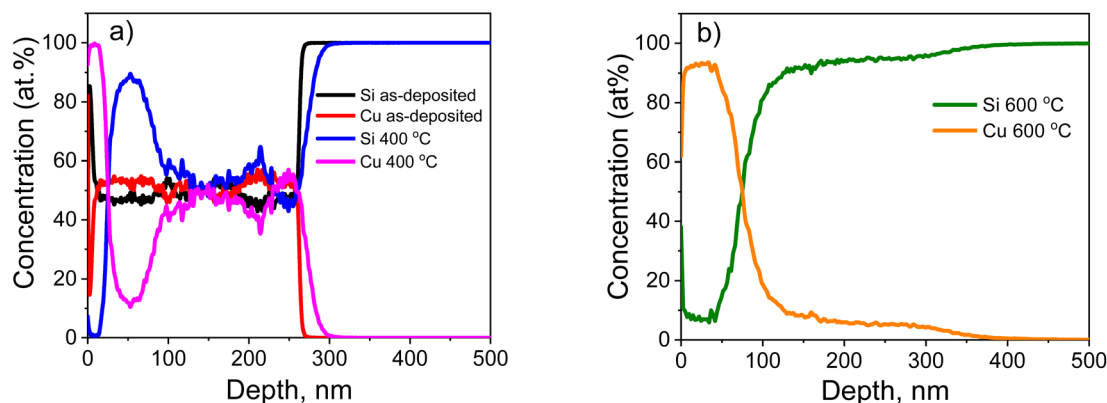 a)
Concentration (at.%)
100
80
60
40
20
0
Si as-deposited
Cu as-deposited
Si 400 °C
Cu 400 °C
0 100 200 300 400 500
Depth, nm
b)
Concentration (at%)
100
80
60
40
20
0
Si 600 °C
Cu 600 °C
0 100 200 300 400 500
Depth, nm